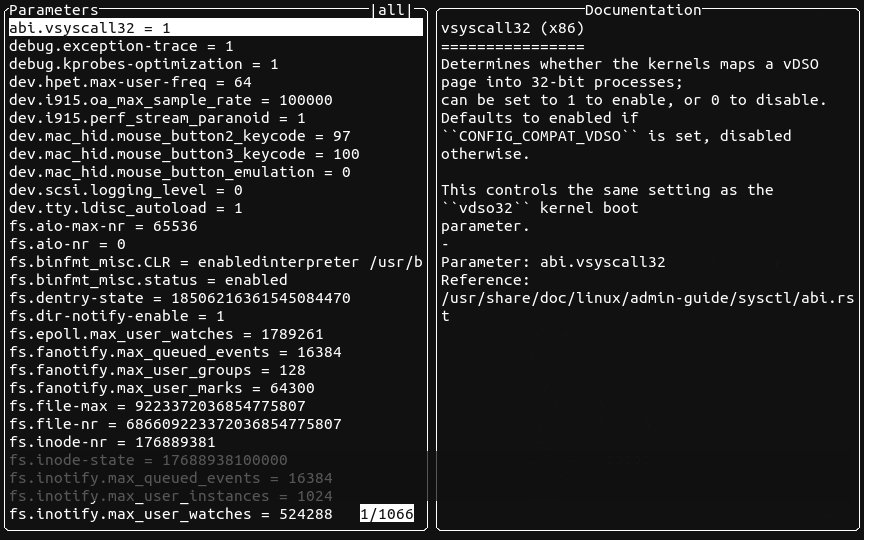 Parameters
|all|
abi.vsyscall32 = 1
debug.exception-trace = 1
debug.kprobes-optimization = 1
dev.hpet.max-user-freq = 64
dev.i915.oa_max_sample_rate = 100000
dev.i915.perf_stream_paranoid = 1
dev.mac_hid.mouse_button2_keycode = 97
dev.mac_hid.mouse_button3_keycode = 100
dev.mac_hid.mouse_button_emulation = 0
dev.scsi.logging_level = 0
dev.tty.ldisc_autoload = 1
fs.aio-max-nr = 65536
fs.aio-nr = 0
fs.binfmt_misc.CLR = enabledinterpreter /usr/b
fs.binfmt_misc.status = enabled
fs.dentry-state = 18506216361545084470
fs.dir-notify-enable = 1
fs.epoll.max_user_watches = 1789261
fs.fanotify.max_queued_events = 16384
fs.fanotify.max_user_groups = 128
fs.fanotify.max_user_marks = 64300
fs.file-max = 9223372036854775807
fs.file-nr = 686609223372036854775807
fs.inode-nr = 176889381
fs.inode-state = 17688938100000
fs.inotify.max_queued_events = 16384
fs.inotify.max_user_instances = 1024
fs.inotify.max_user_watches = 524288
1/1066
Documentation
vsyscall32 (x86)
================
Determines whether the kernels maps a vDSO
page into 32-bit processes;
can be set to 1 to enable, or 0 to disable.
Defaults to enabled if
``CONFIG_COMPAT_VDSO`` is set, disabled
otherwise.
This controls the same setting as the
``vdso32`` kernel boot
parameter.
-
Parameter: abi.vsyscall32
Reference:
/usr/share/doc/linux/admin-guide/sysctl/abi.rs
t